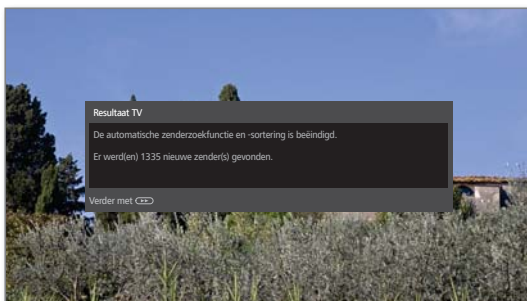 Resultaat TV
De automatische zenderzoekfunctie en -sortering is beëindigd.
Er werd(en) 1335 nieuwe zender(s) gevonden.
Verder met